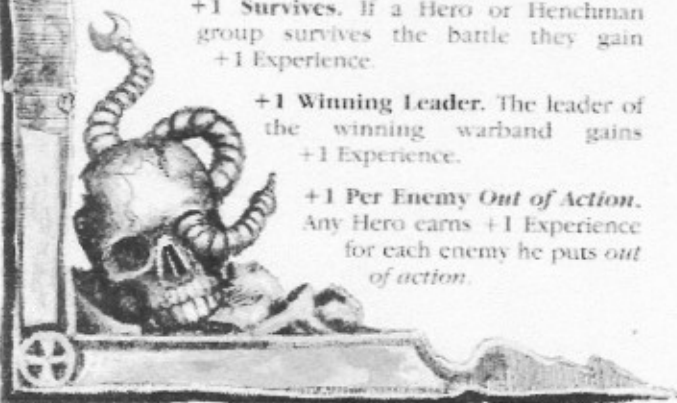 +1 Survives. If a Hero or Henchman
group survives the battle they gain
+1 Experience.
+1 Winning Leader. The leader of
the winning warband gains
+1 Experience.
+1 Per Enemy Out of Action.
Any Hero earns +1 Experience
for each enemy he puts out
of action.